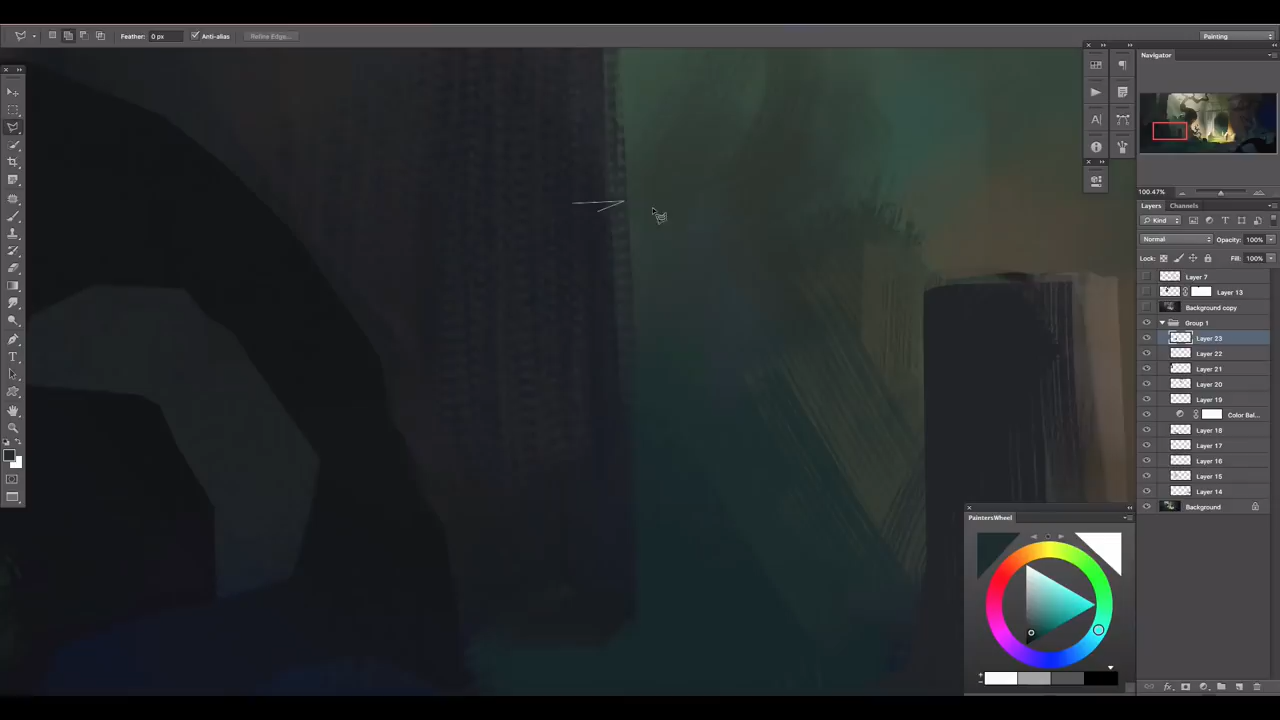 Feather: 0 px Anti-alias Refine Edge... Painting
Navigator
100.47%
Layers Channels
Kind
Normal Opacity: 100%
Lock: Fill: 100%
Layer 7
Layer 13
Background copy
Group 1
Layer 23
Layer 22
Layer 21
Layer 20
Layer 19
Color Bal...
Layer 18
Layer 17
Layer 16
Layer 15
Layer 14
Background
PaintersWheel